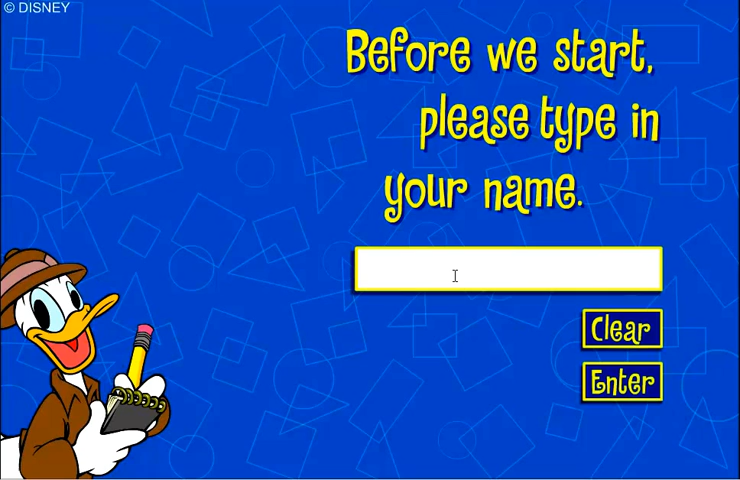 © DISNEY
Before we start,
please type in
your name.
Clear
Enter